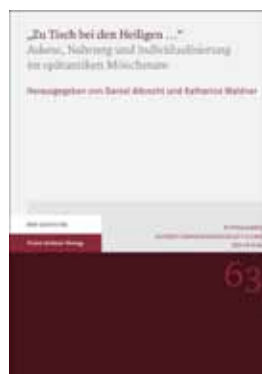 „Zu Tisch bei den Heiligen ...“
Askese, Nahrung und Individualisierung
im spätantiken Mönchtum
Herausgegeben von Daniel Albrecht und Katharina Waldner
Franz Steiner Verlag
63